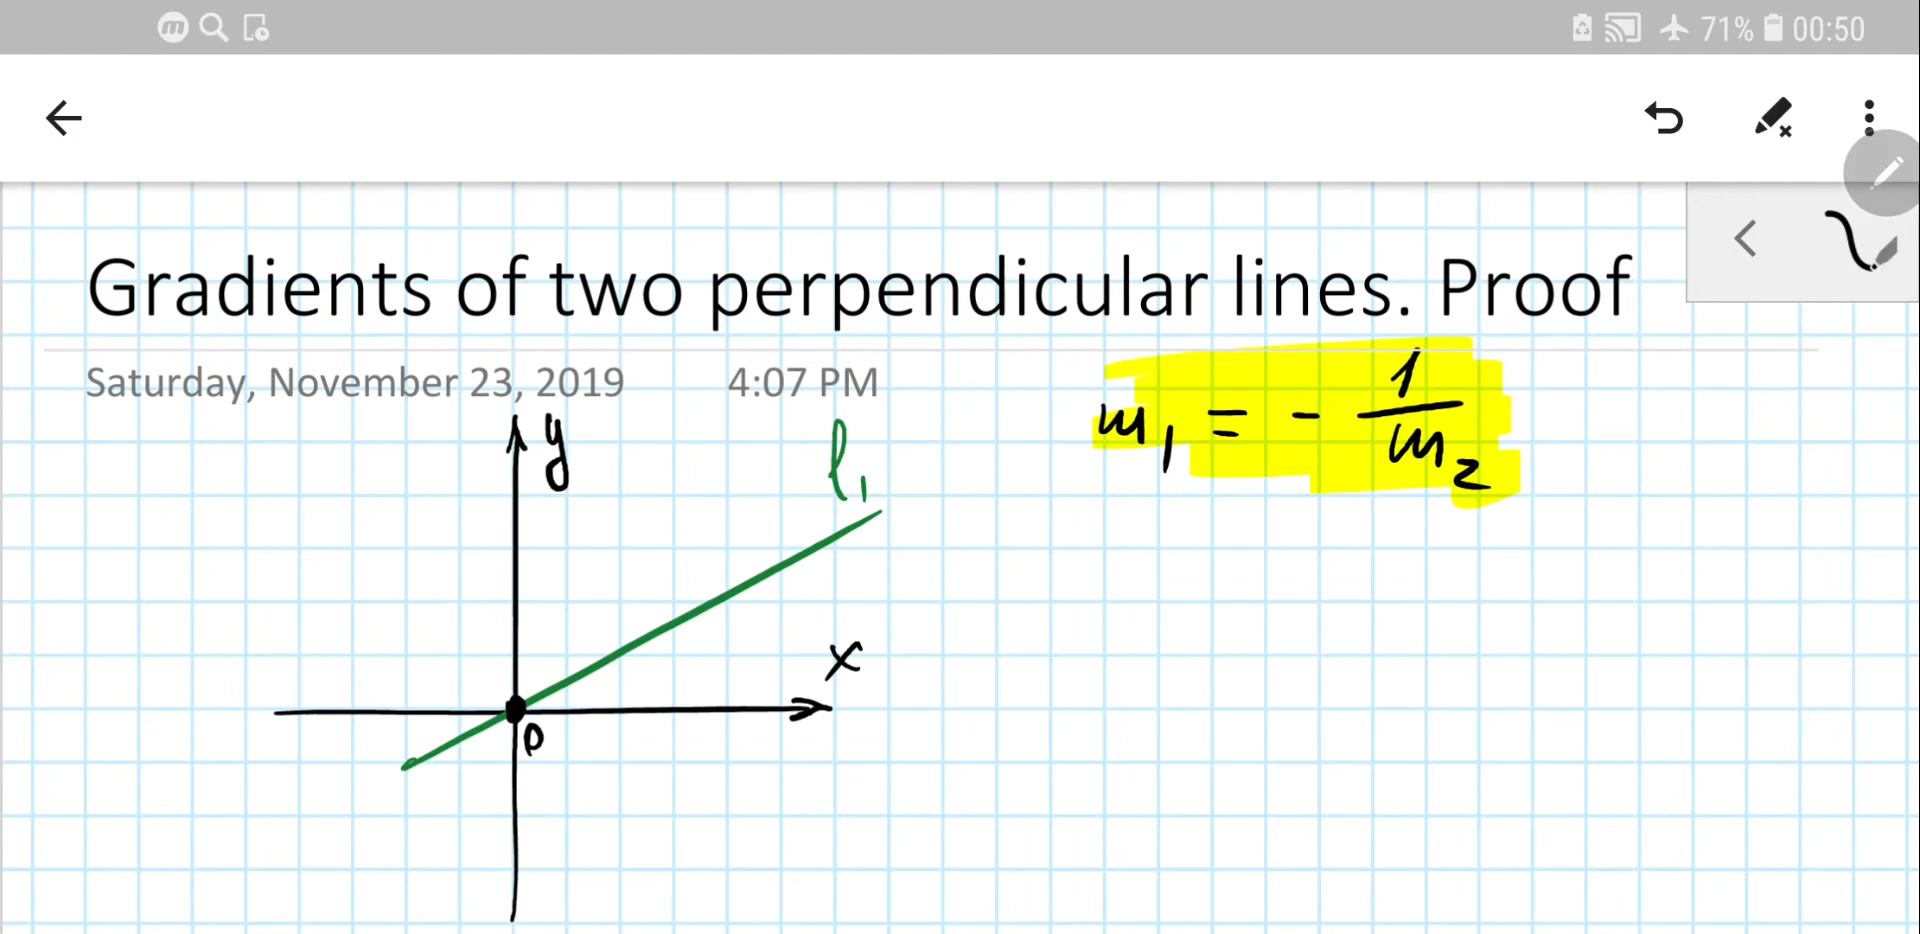 71% 00:50
Gradients of two perpendicular lines. Proof
Saturday, November 23, 2019 4:07 PM
m₁ = - 1/m₂
y
l₁
x
0